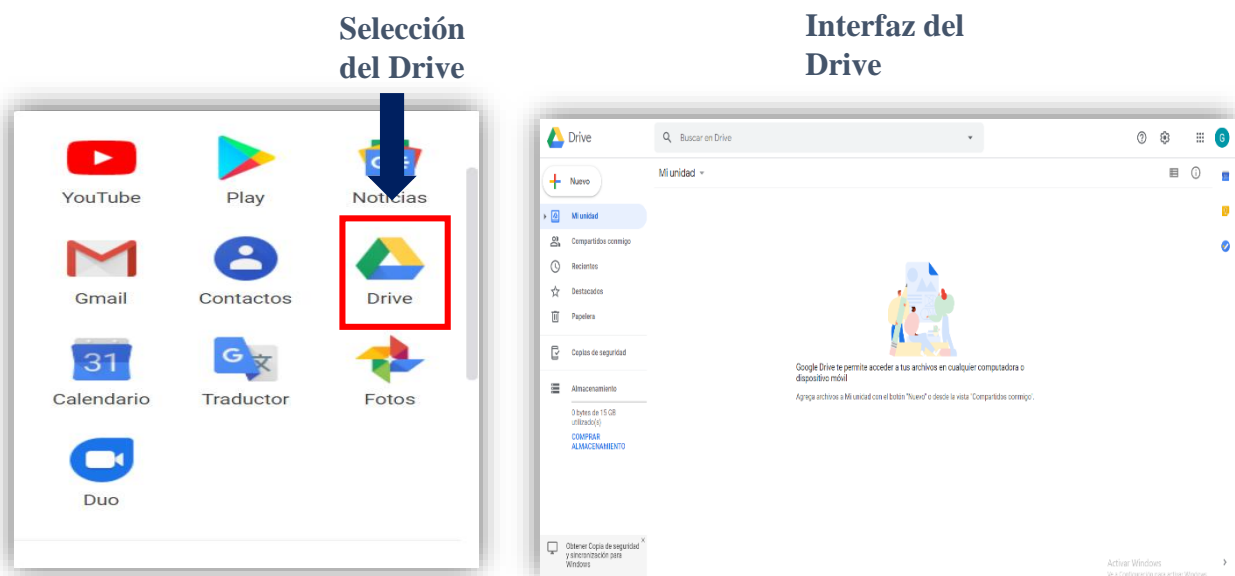 Selección
del Drive
Interfaz del
Drive
YouTube
Play
Noticias
Gmail
Contactos
Drive
31
Calendario
G
Traductor
Fotos
Duo
Drive
Buscar en Drive
G
Nuevo
Mi unidad
Mi unidad
Compartidos conmigo
Recientes
Destacados
Papelera
Copias de seguridad
Almacenamiento
0 bytes de 15 GB
utilizado(s)
COMPRAR
ALMACENAMIENTO
Google Drive te permite acceder a tus archivos en cualquier computadora o
dispositivo móvil
Agrega archivos a Mi unidad con el botón "Nuevo" o desde la vista "Compartidos conmigo".
Obtener Copia de seguridad
y sincronización para
Windows
Activar Windows